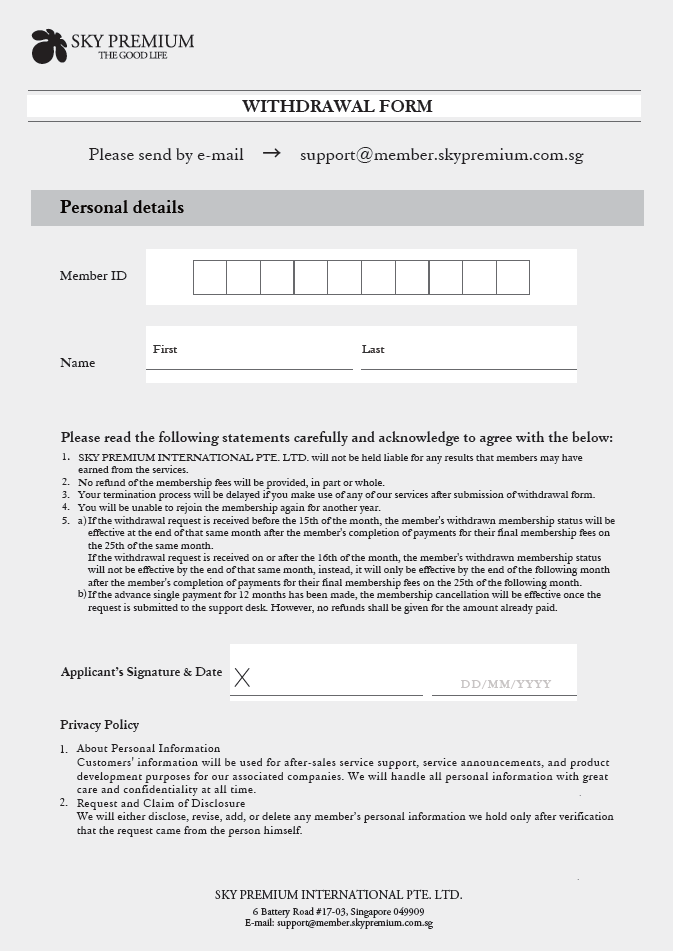 SKY PREMIUM
THE GOOD LIFE
WITHDRAWAL FORM
Please send by e-mail → support@member.skypremium.com.sg
Personal details
Member ID
First Last
Name
Please read the following statements carefully and acknowledge to agree with the below:
1. SKY PREMIUM INTERNATIONAL PTE. LTD. will not be held liable for any results that members may have
earned from the services.
2. No refund of the membership fees will be provided, in part or whole.
3. Your termination process will be delayed if you make use of any of our services after submission of withdrawal form.
4. You will be unable to rejoin the membership again for another year.
5. a) If the withdrawal request is received before the 15th of the month, the member's withdrawn membership status will be
effective at the end of that same month after the member's completion of payments for their final membership fees on
the 25th of the same month.
If the withdrawal request is received on or after the 16th of the month, the member's withdrawn membership status
will not be effective by the end of that same month, instead, it will only be effective by the end of the following month
after the member's completion of payments for their final membership fees on the 25th of the following month.
b) If the advance single payment for 12 months has been made, the membership cancellation will be effective once the
request is submitted to the support desk. However, no refunds shall be given for the amount already paid.
Applicant's Signature & Date X DD/MM/YYYY
Privacy Policy
1. About Personal Information
Customers' information will be used for after-sales service support, service announcements, and product
development purposes for our associated companies. We will handle all personal information with great
care and confidentiality at all time.
2. Request and Claim of Disclosure
We will either disclose, revise, add, or delete any member's personal information we hold only after verification
that the request came from the person himself.
SKY PREMIUM INTERNATIONAL PTE. LTD.
6 Battery Road #17-03, Singapore 049909
E-mail: support@member.skypremium.com.sg